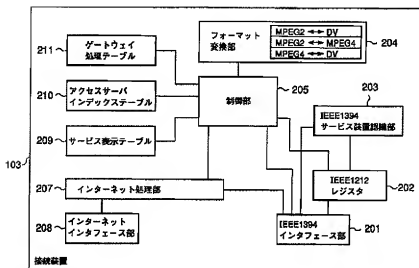 211
ゲートウェイ
処理テーブル
フォーマット
変換部
MPEG2 ↔ DV
MPEG2 ↔ MPEG4
MPEG4 ↔ DV
204
210
アクセスサーバ
インデックステーブル
制御部
205
203
IEEE1394
サービス装置認識部
209
サービス表示テーブル
103
207
インターネット処理部
IEEE1212
レジスタ
202
208
インターネット
インタフェース部
IEEE1394
インタフェース部
201
接続装置